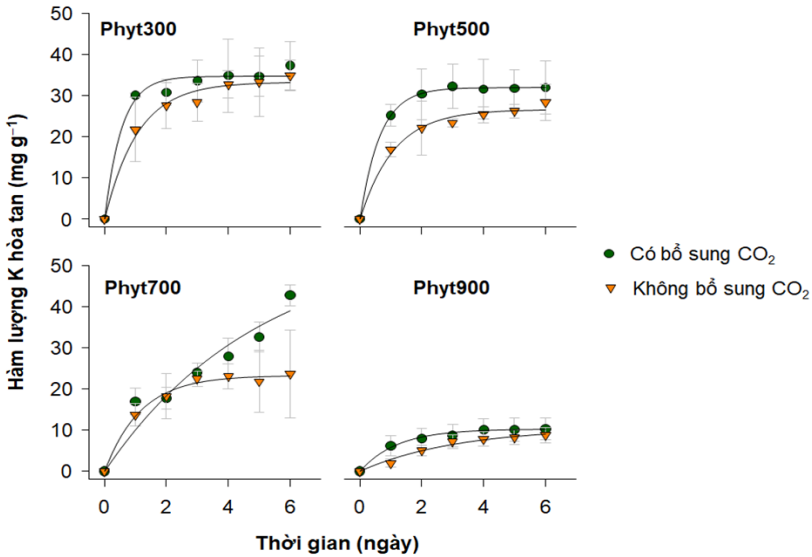 Phyt300
Phyt500
50
40
30
20
10
0
Phyt700
Phyt900
50
40
30
20
10
0
0 2 4 6
0 2 4 6
Hàm lượng K hòa tan (mg g⁻¹)
Thời gian (ngày)
Có bổ sung CO₂
Không bổ sung CO₂